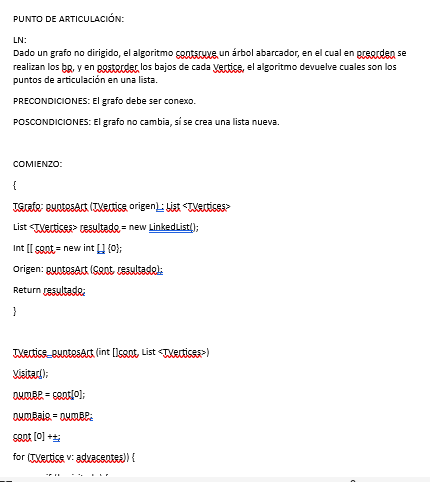 PUNTO DE ARTICULACIÓN:
LN:
Dado un grafo no dirigido, el algoritmo contsruye un árbol abarcador, en el cual en preorden se
realizan los bp, y en postorder los bajos de cada Vertice, el algoritmo devuelve cuales son los
puntos de articulación en una lista.
PRECONDICIONES: El grafo debe ser conexo.
POSCONDICIONES: El grafo no cambia, sí se crea una lista nueva.
COMIENZO:
{
TGrafo: puntosArt (TVertice origen) : List <TVertices>
List <TVertices> resultado = new LinkedList();
Int [[ cont = new int [] {0};
Origen: puntosArt (Cont, resultado);
Return resultado;
}
TVertice puntosArt (int []cont, List <TVertices>)
Visitar();
numBP = cont[0];
numBajo = numBP;
cont [0] ++;
for (TVertice v: adyacentes)) {